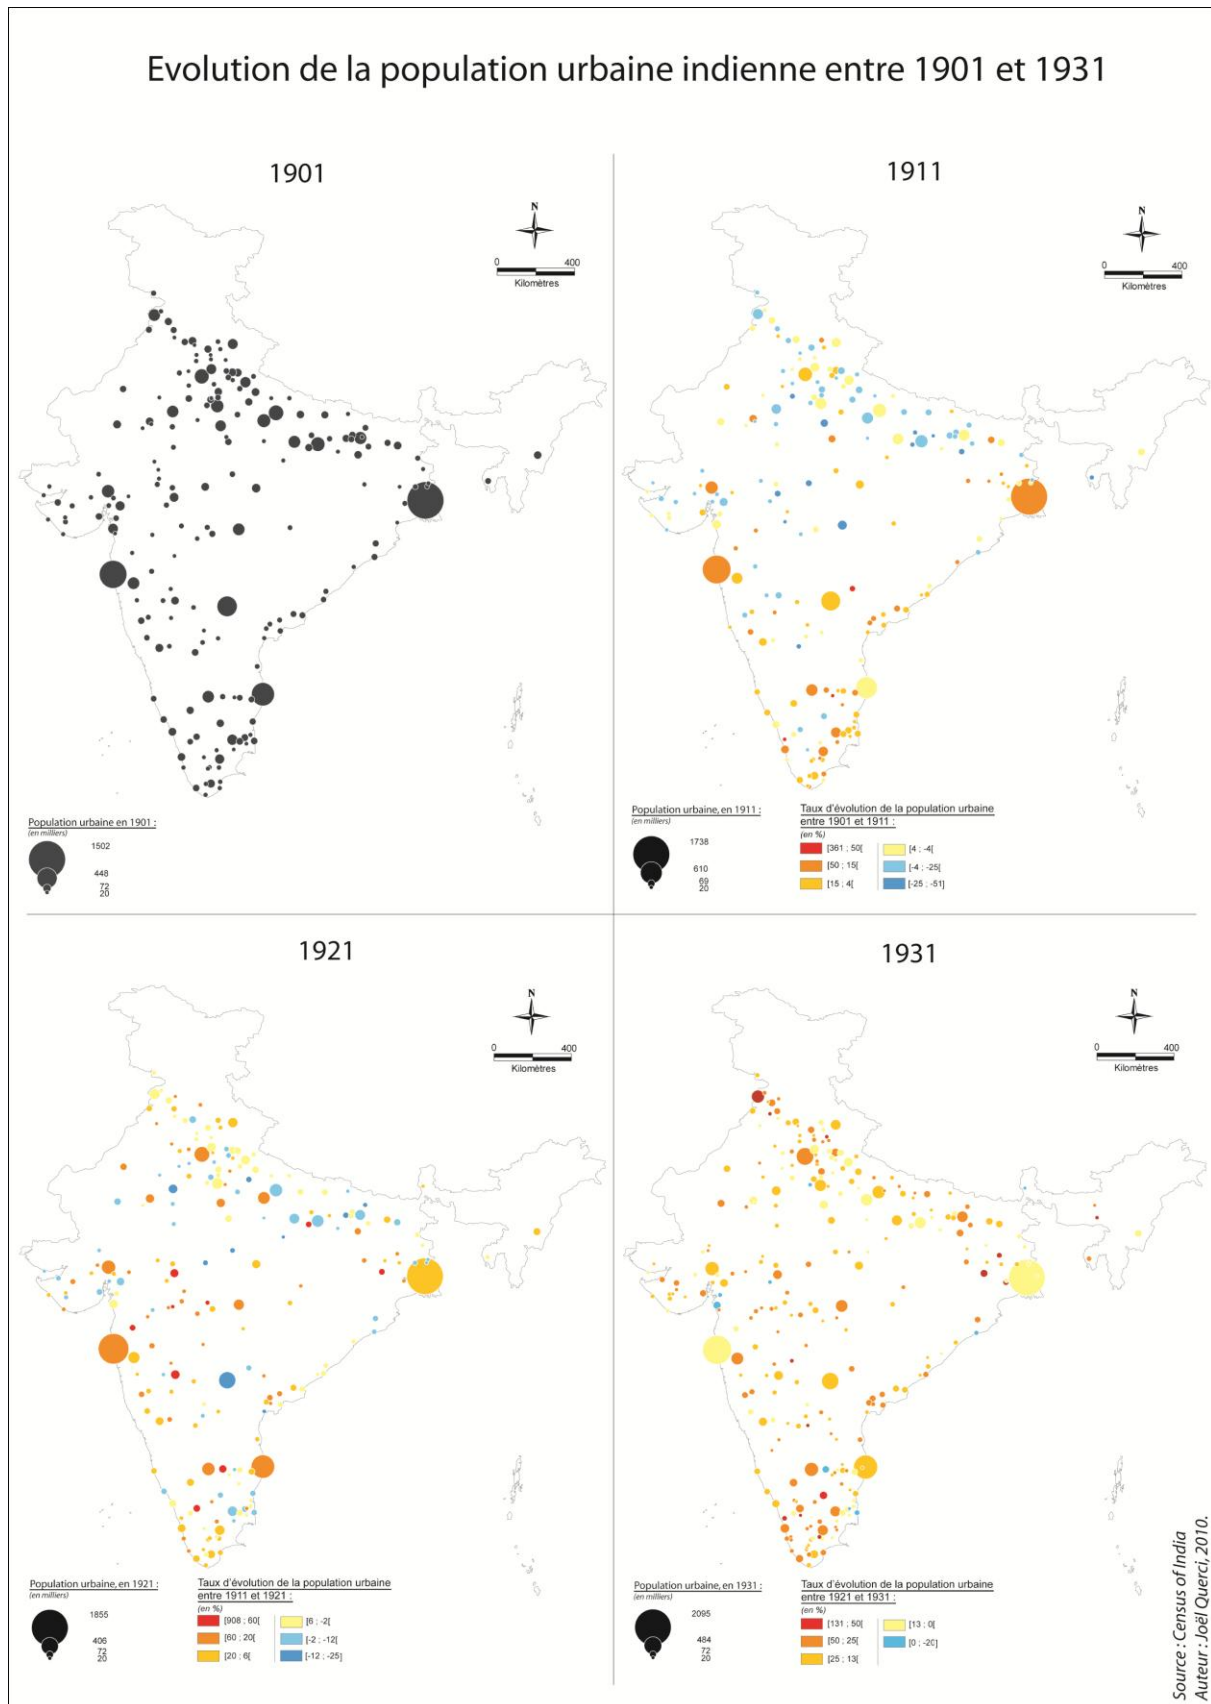 Evolution de la population urbaine indienne entre 1901 et 1931
1901
N
0 400
Kilomètres
Population urbaine en 1901 :
(en milliers)
1502
448
72
20
1911
N
0 400
Kilomètres
Population urbaine, en 1911 :
(en milliers)
1738
610
69
20
Taux d'évolution de la population urbaine
entre 1901 et 1911 :
(en %)
[361 ; 50[
[50 ; 15[
[15 ; 4[
[4 ; -4[
[-4 ; -25[
[-25 ; -51]
1921
N
0 400
Kilomètres
Population urbaine, en 1921 :
(en milliers)
1855
406
72
20
Taux d'évolution de la population urbaine
entre 1911 et 1921 :
(en %)
[908 ; 60[
[60 ; 20[
[20 ; 6[
[6 ; -2[
[-2 ; -12[
[-12 ; -25]
1931
N
0 400
Kilomètres
Population urbaine, en 1931 :
(en milliers)
2095
484
72
20
Taux d'évolution de la population urbaine
entre 1921 et 1931 :
(en %)
[131 ; 50[
[50 ; 25[
[25 ; 13[
[13 ; 0[
[0 ; -20[
Source : Census of India
Auteur : Joël Querci, 2010.